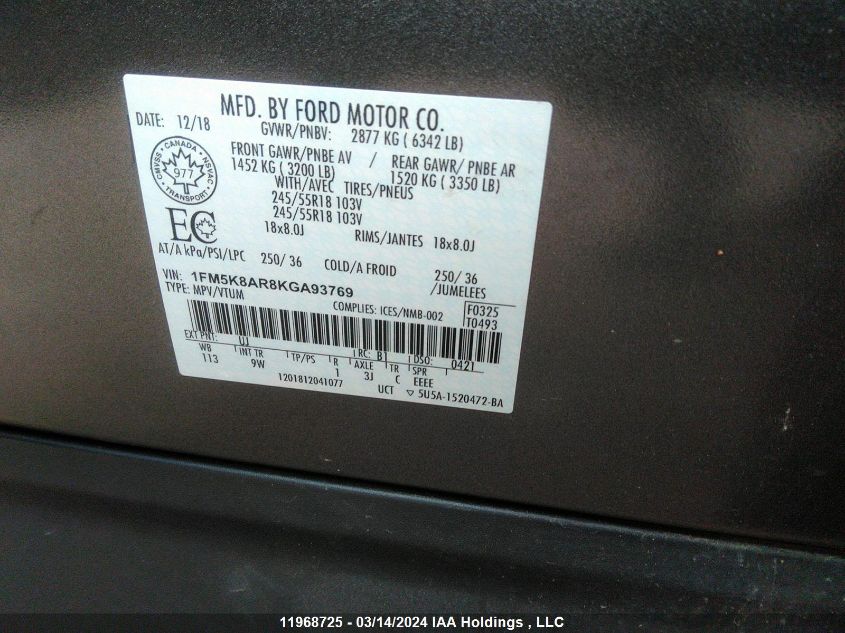 MFD. BY FORD MOTOR CO.
DATE: 12/18
GVWR/PNBV: 2877 KG ( 6342 LB)
FRONT GAWR/PNBE AV / REAR GAWR/ PNBE AR
1452 KG ( 3200 LB) 1520 KG ( 3350 LB)
WITH/AVEC TIRES/PNEUS
245/55R18 103V
245/55R18 103V
18x8.0J RIMS/JANTES 18x8.0J
CMVSS • CANADA • NSVAC
977
TRANSPORT
EC
AT/A kPa/PSI/LPC 250/ 36 COLD/A FROID 250/ 36
/JUMELEES
VIN: 1FM5K8AR8KGA93769
TYPE: MPV/VTUM
COMPLIES: ICES/NMB-002
F0325
T0493
EXT PNT: UJ RC: B1 DSO: 0421
WB INT TR TP/PS R AXLE TR SPR
113 9W 1 3J C EEEE
1201812041077
UCT ▽ 5U5A-1520472-BA
11968725 - 03/14/2024 IAA Holdings , LLC